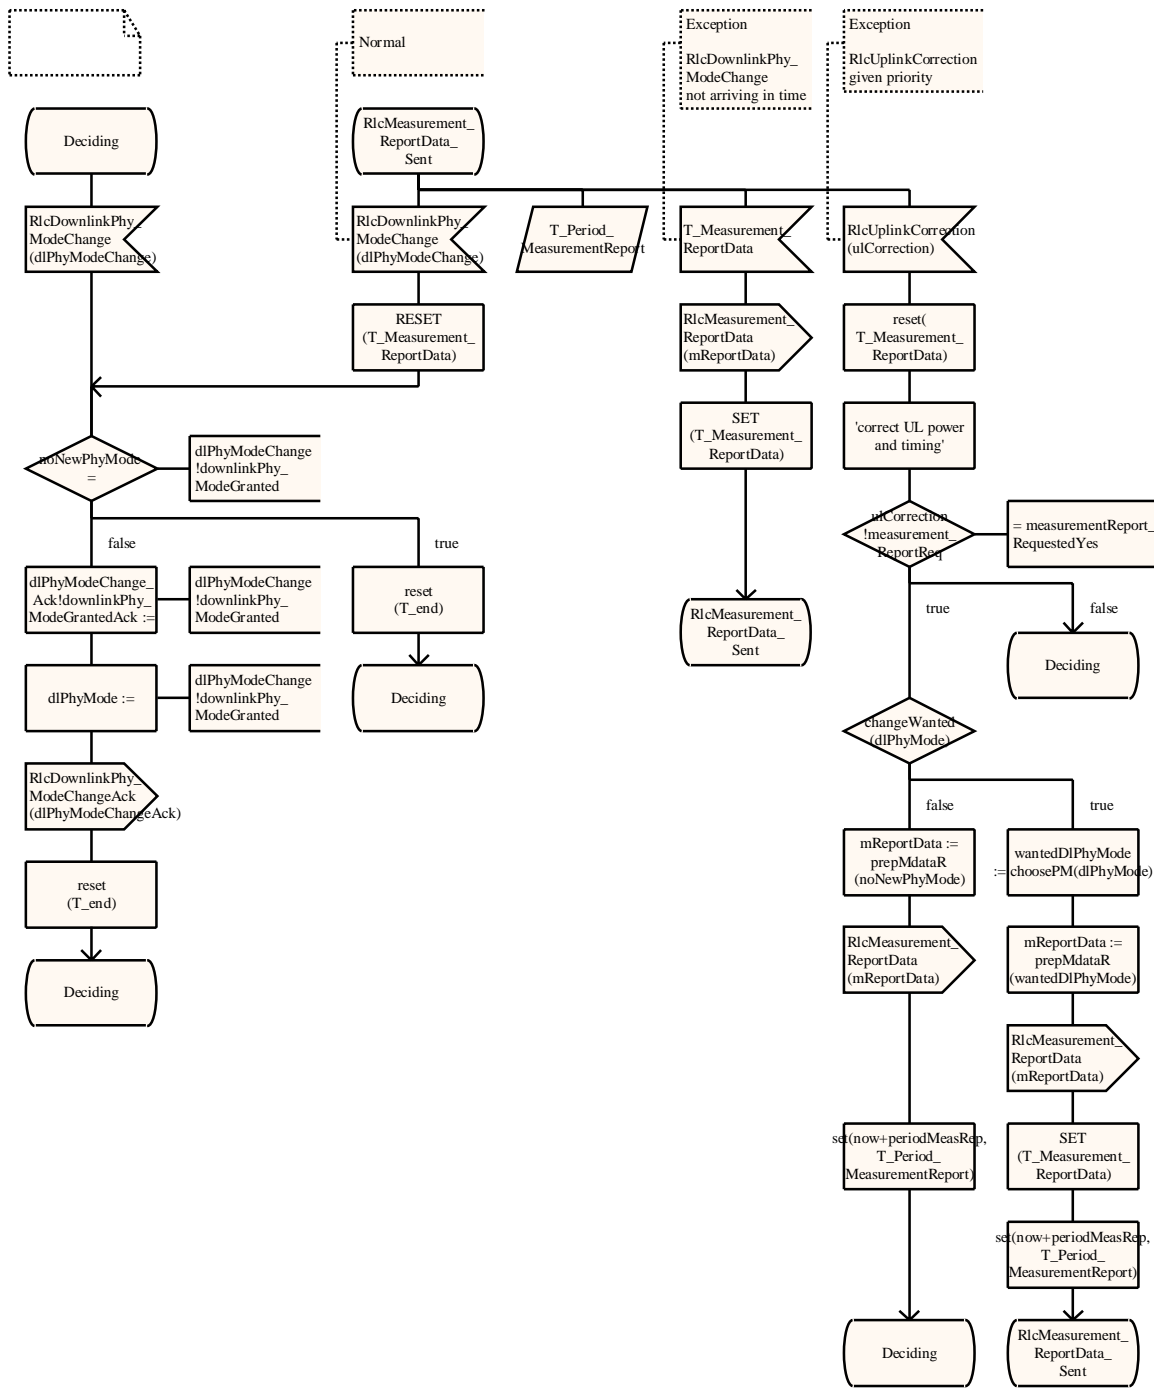 Normal
Exception
RlcDownlinkPhy_
ModeChange
not arriving in time
Exception
RlcUplinkCorrection
given priority
Deciding
RlcMeasurement_
ReportData_
Sent
RlcDownlinkPhy_
ModeChange
(dlPhyModeChange)
RlcDownlinkPhy_
ModeChange
(dlPhyModeChange)
T_Period_
MeasurementReport
T_Measurement_
ReportData
RlcUplinkCorrection
(ulCorrection)
RESET
(T_Measurement_
ReportData)
RlcMeasurement_
ReportData
(mReportData)
reset(
T_Measurement_
ReportData)
SET
(T_Measurement_
ReportData)
'correct UL power
and timing'
noNewPhyMode
=
dlPhyModeChange
!downlinkPhy_
ModeGranted
ulCorrection
!measurement_
ReportReq
= measurementReport_
RequestedYes
false
true
dlPhyModeChange_
Ack!downlinkPhy_
ModeGrantedAck :=
dlPhyModeChange
!downlinkPhy_
ModeGranted
reset
(T_end)
RlcMeasurement_
ReportData_
Sent
true
false
dlPhyMode :=
dlPhyModeChange
!downlinkPhy_
ModeGranted
Deciding
Deciding
changeWanted
(dlPhyMode)
RlcDownlinkPhy_
ModeChangeAck
(dlPhyModeChangeAck)
false
true
reset
(T_end)
mReportData :=
prepMdataR
(noNewPhyMode)
wantedDlPhyMode
:= choosePM(dlPhyMode)
Deciding
RlcMeasurement_
ReportData
(mReportData)
mReportData :=
prepMdataR
(wantedDlPhyMode)
RlcMeasurement_
ReportData
(mReportData)
set(now+periodMeasRep,
T_Period_
MeasurementReport)
SET
(T_Measurement_
ReportData)
set(now+periodMeasRep,
T_Period_
MeasurementReport)
Deciding
RlcMeasurement_
ReportData_
Sent